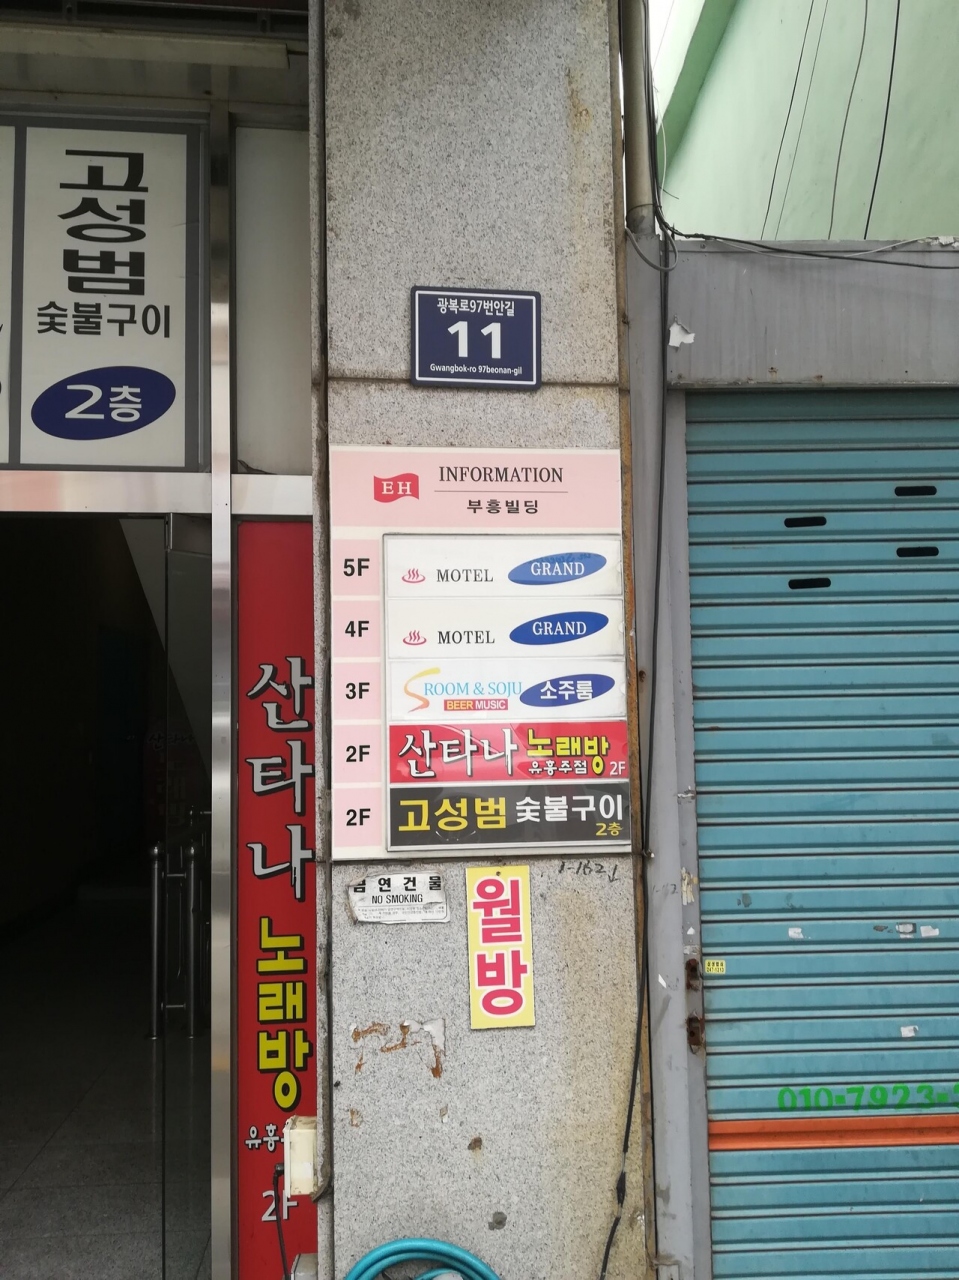 고성범
숯불구이
2층
광복로97번안길
11
Gwangbok-ro 97beonan-gil
EH
INFORMATION
부흥빌딩
5F
MOTEL
GRAND
4F
MOTEL
GRAND
3F
ROOM & SOJU
BEER MUSIC
소주룸
2F
산타나
노래방
유흥주점
2F
2F
고성범
숯불구이
2층
금연건물
NO SMOKING
월방
산타나
노래방
유흥
2F
010-7923-